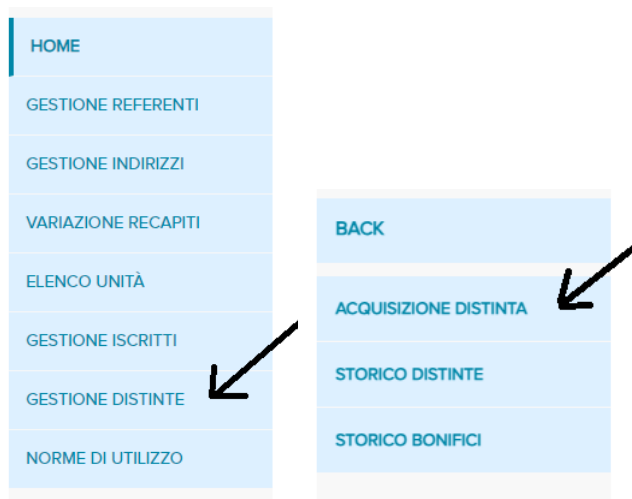 HOME
GESTIONE REFERENTI
GESTIONE INDIRIZZI
VARIAZIONE RECAPITI
ELENCO UNITÀ
GESTIONE ISCRITTI
GESTIONE DISTINTE
NORME DI UTILIZZO
BACK
ACQUISIZIONE DISTINTA
STORICO DISTINTE
STORICO BONIFICI